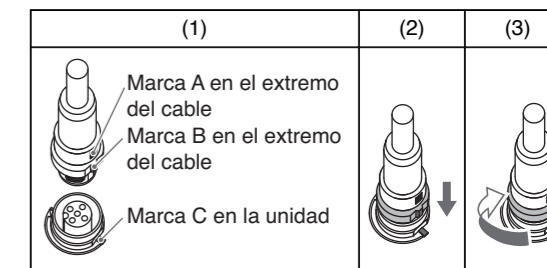 (1)
(2)
(3)
Marca A en el extremo
del cable
Marca B en el extremo
del cable
Marca C en la unidad